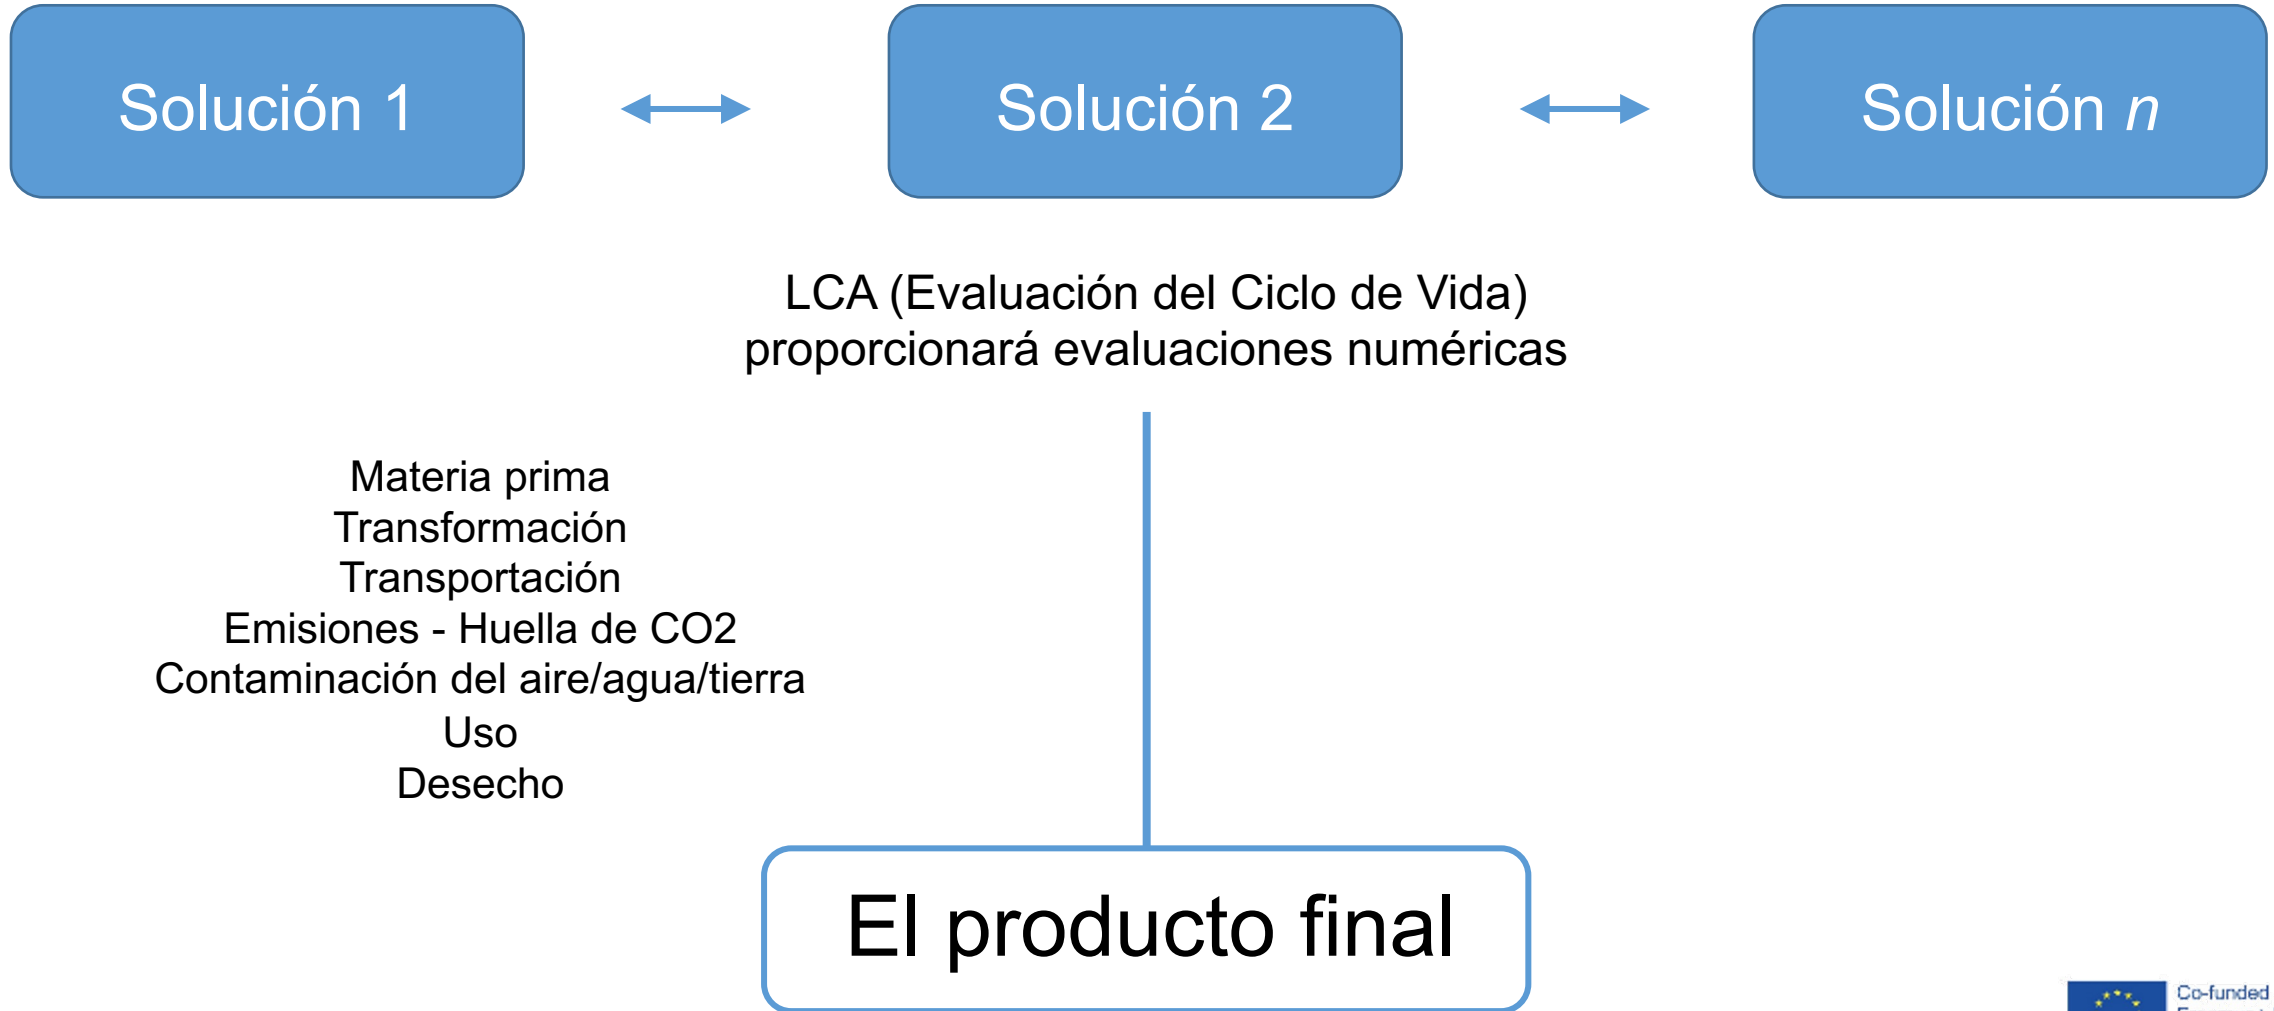 Solución 1
Solución 2
Solución n
LCA (Evaluación del Ciclo de Vida)
proporcionará evaluaciones numéricas
Materia prima
Transformación
Transportación
Emisiones - Huella de CO2
Contaminación del aire/agua/tierra
Uso
Desecho
El producto final
Co-funded